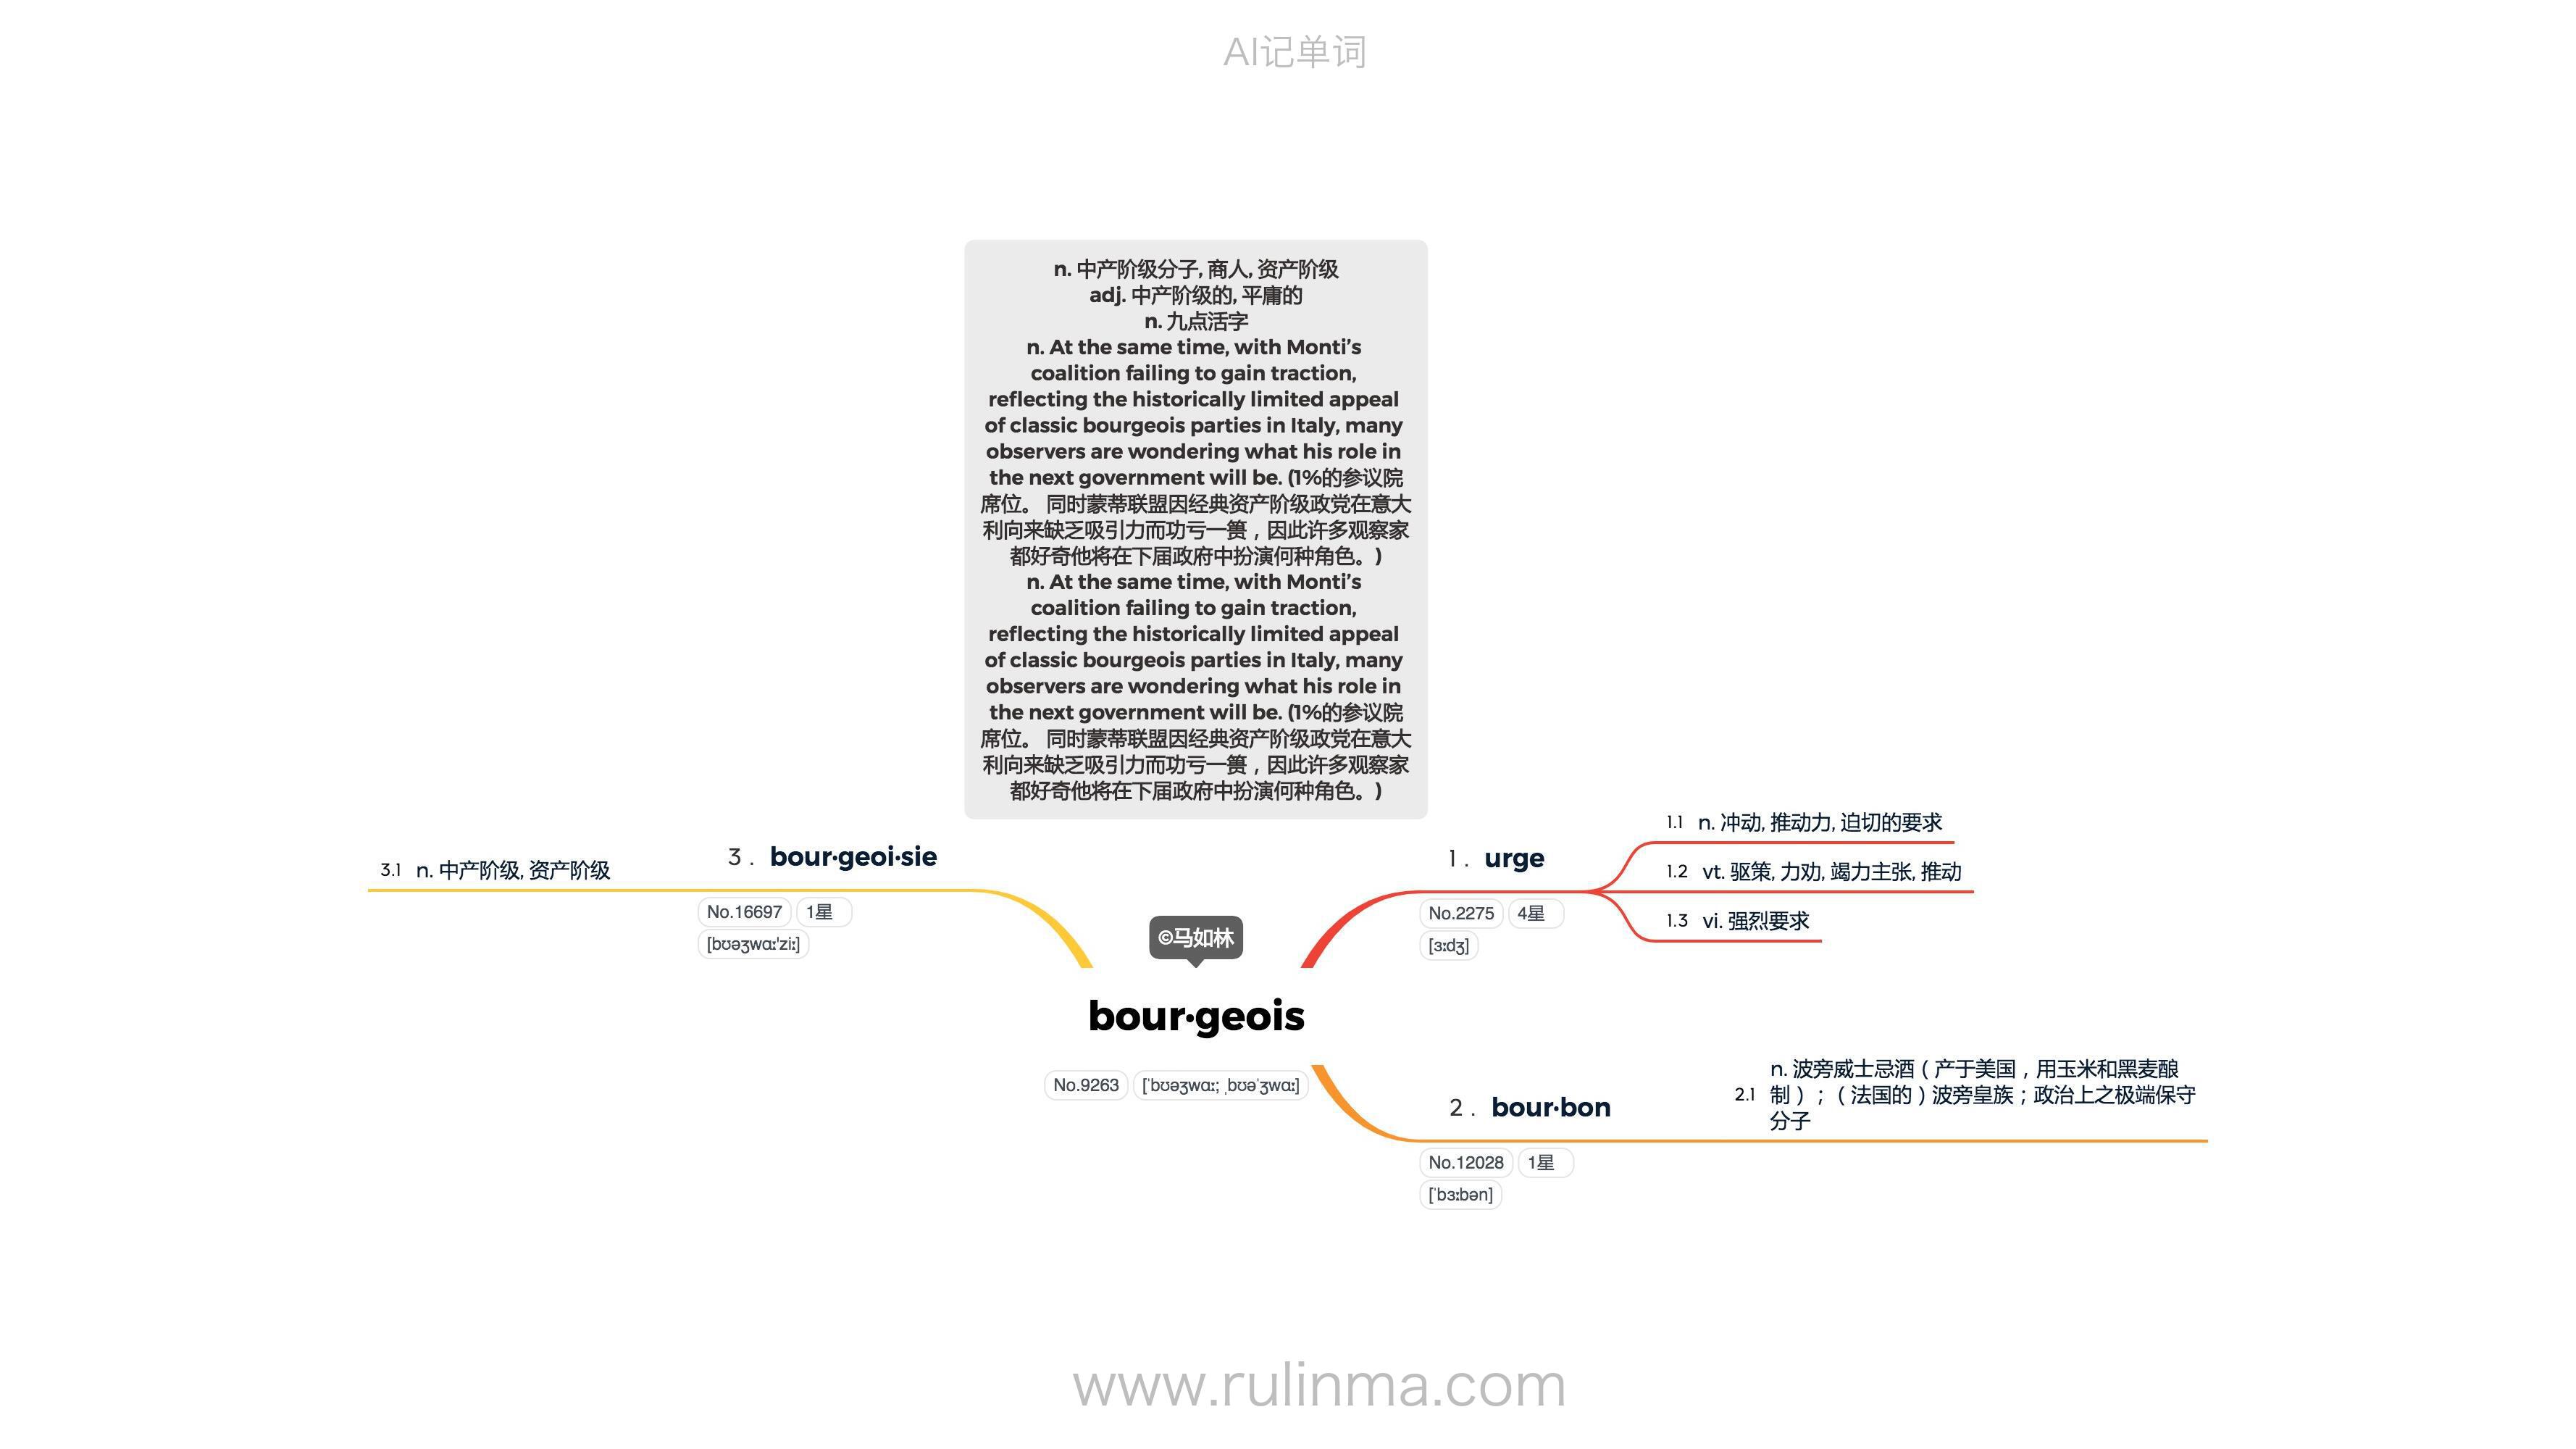 AI记单词
n. 中产阶级分子, 商人, 资产阶级
adj. 中产阶级的, 平庸的
n. 九点活字
n. At the same time, with Monti’s
coalition failing to gain traction,
reflecting the historically limited appeal
of classic bourgeois parties in Italy, many
observers are wondering what his role in
the next government will be. (1%的参议院
席位。 同时蒙蒂联盟因经典资产阶级政党在意大
利向来缺乏吸引力而功亏一篑，因此许多观察家
都好奇他将在下届政府中扮演何种角色。)
n. At the same time, with Monti’s
coalition failing to gain traction,
reflecting the historically limited appeal
of classic bourgeois parties in Italy, many
observers are wondering what his role in
the next government will be. (1%的参议院
席位。 同时蒙蒂联盟因经典资产阶级政党在意大
利向来缺乏吸引力而功亏一篑，因此许多观察家
都好奇他将在下届政府中扮演何种角色。)
©马如林
bour·geois
No.9263 [ˈbʊəʒwɑː; ˌbʊəˈʒwɑː]
1. urge
No.2275 4星
[ɜːdʒ]
1.1 n. 冲动, 推动力, 迫切的要求
1.2 vt. 驱策, 力劝, 竭力主张, 推动
1.3 vi. 强烈要求
2. bour·bon
No.12028 1星
[ˈbɜːbən]
2.1 n. 波旁威士忌酒（产于美国，用玉米和黑麦酿
制）；（法国的）波旁皇族；政治上之极端保守
分子
3. bour·geoi·sie
No.16697 1星
[bʊəʒwɑː'ziː]
3.1 n. 中产阶级, 资产阶级
www.rulinma.com